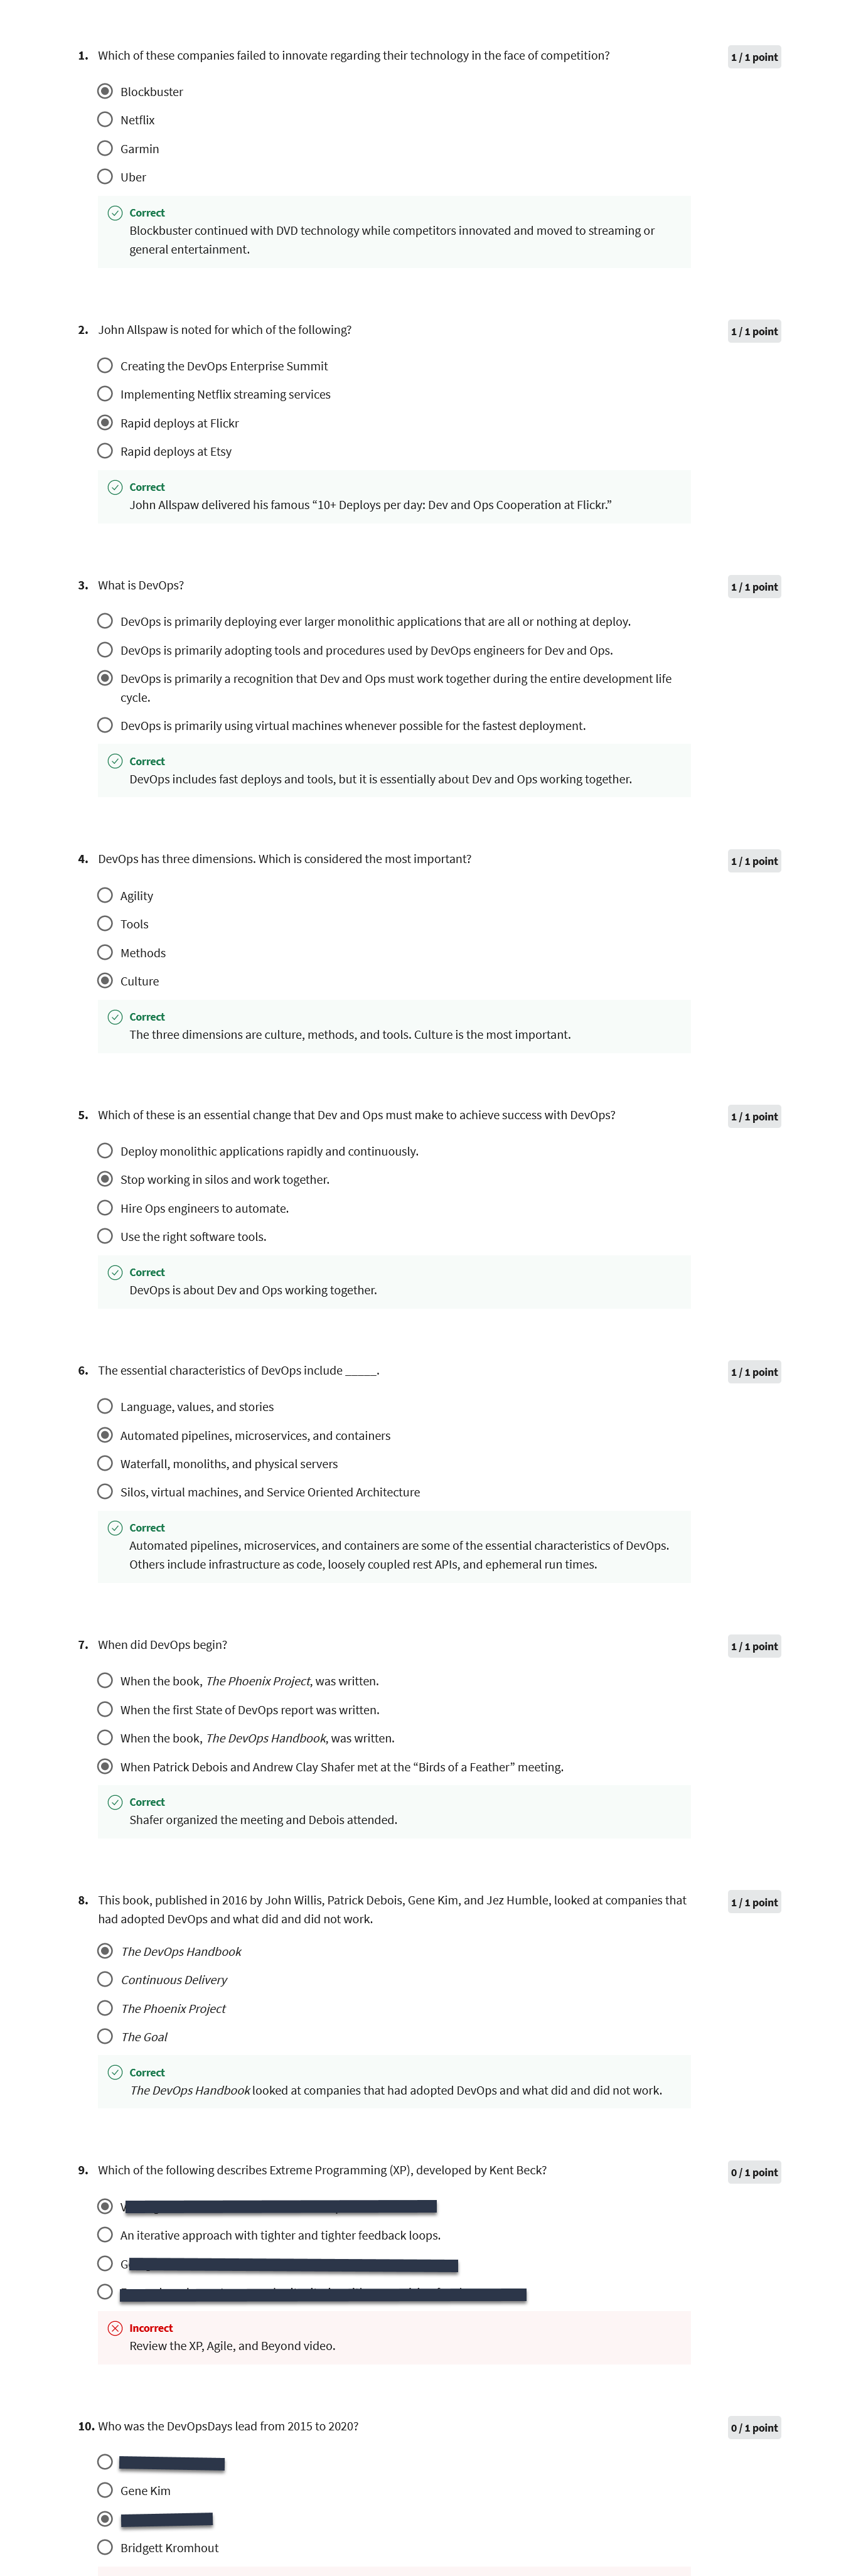 1. Which of these companies failed to innovate regarding their technology in the face of competition?
1 / 1 point
Blockbuster
Netflix
Garmin
Uber
Correct
Blockbuster continued with DVD technology while competitors innovated and moved to streaming or
general entertainment.
2. John Allspaw is noted for which of the following?
1 / 1 point
Creating the DevOps Enterprise Summit
Implementing Netflix streaming services
Rapid deploys at Flickr
Rapid deploys at Etsy
Correct
John Allspaw delivered his famous “10+ Deploys per day: Dev and Ops Cooperation at Flickr.”
3. What is DevOps?
1 / 1 point
DevOps is primarily deploying ever larger monolithic applications that are all or nothing at deploy.
DevOps is primarily adopting tools and procedures used by DevOps engineers for Dev and Ops.
DevOps is primarily a recognition that Dev and Ops must work together during the entire development life
cycle.
DevOps is primarily using virtual machines whenever possible for the fastest deployment.
Correct
DevOps includes fast deploys and tools, but it is essentially about Dev and Ops working together.
4. DevOps has three dimensions. Which is considered the most important?
1 / 1 point
Agility
Tools
Methods
Culture
Correct
The three dimensions are culture, methods, and tools. Culture is the most important.
5. Which of these is an essential change that Dev and Ops must make to achieve success with DevOps?
1 / 1 point
Deploy monolithic applications rapidly and continuously.
Stop working in silos and work together.
Hire Ops engineers to automate.
Use the right software tools.
Correct
DevOps is about Dev and Ops working together.
6. The essential characteristics of DevOps include _____.
1 / 1 point
Language, values, and stories
Automated pipelines, microservices, and containers
Waterfall, monoliths, and physical servers
Silos, virtual machines, and Service Oriented Architecture
Correct
Automated pipelines, microservices, and containers are some of the essential characteristics of DevOps.
Others include infrastructure as code, loosely coupled rest APIs, and ephemeral run times.
7. When did DevOps begin?
1 / 1 point
When the book, The Phoenix Project, was written.
When the first State of DevOps report was written.
When the book, The DevOps Handbook, was written.
When Patrick Debois and Andrew Clay Shafer met at the “Birds of a Feather” meeting.
Correct
Shafer organized the meeting and Debois attended.
8. This book, published in 2016 by John Willis, Patrick Debois, Gene Kim, and Jez Humble, looked at companies that
had adopted DevOps and what did and did not work.
1 / 1 point
The DevOps Handbook
Continuous Delivery
The Phoenix Project
The Goal
Correct
The DevOps Handbook looked at companies that had adopted DevOps and what did and did not work.
9. Which of the following describes Extreme Programming (XP), developed by Kent Beck?
0 / 1 point
An iterative approach with tighter and tighter feedback loops.
Incorrect
Review the XP, Agile, and Beyond video.
10. Who was the DevOpsDays lead from 2015 to 2020?
0 / 1 point
Gene Kim
Bridgett Kromhout